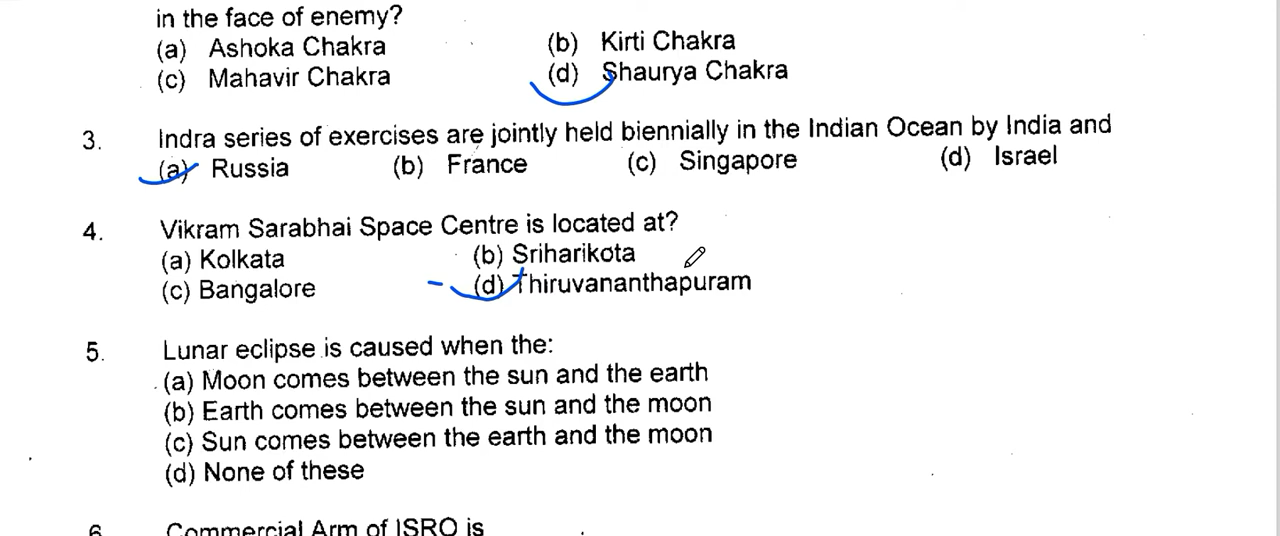 in the face of enemy?
(a) Ashoka Chakra (b) Kirti Chakra
(c) Mahavir Chakra (d) Shaurya Chakra
3. Indra series of exercises are jointly held biennially in the Indian Ocean by India and
(a) Russia (b) France (c) Singapore (d) Israel
4. Vikram Sarabhai Space Centre is located at?
(a) Kolkata (b) Sriharikota
(c) Bangalore (d) Thiruvananthapuram
5. Lunar eclipse is caused when the:
(a) Moon comes between the sun and the earth
(b) Earth comes between the sun and the moon
(c) Sun comes between the earth and the moon
(d) None of these
6 Commercial Arm of ISRO is